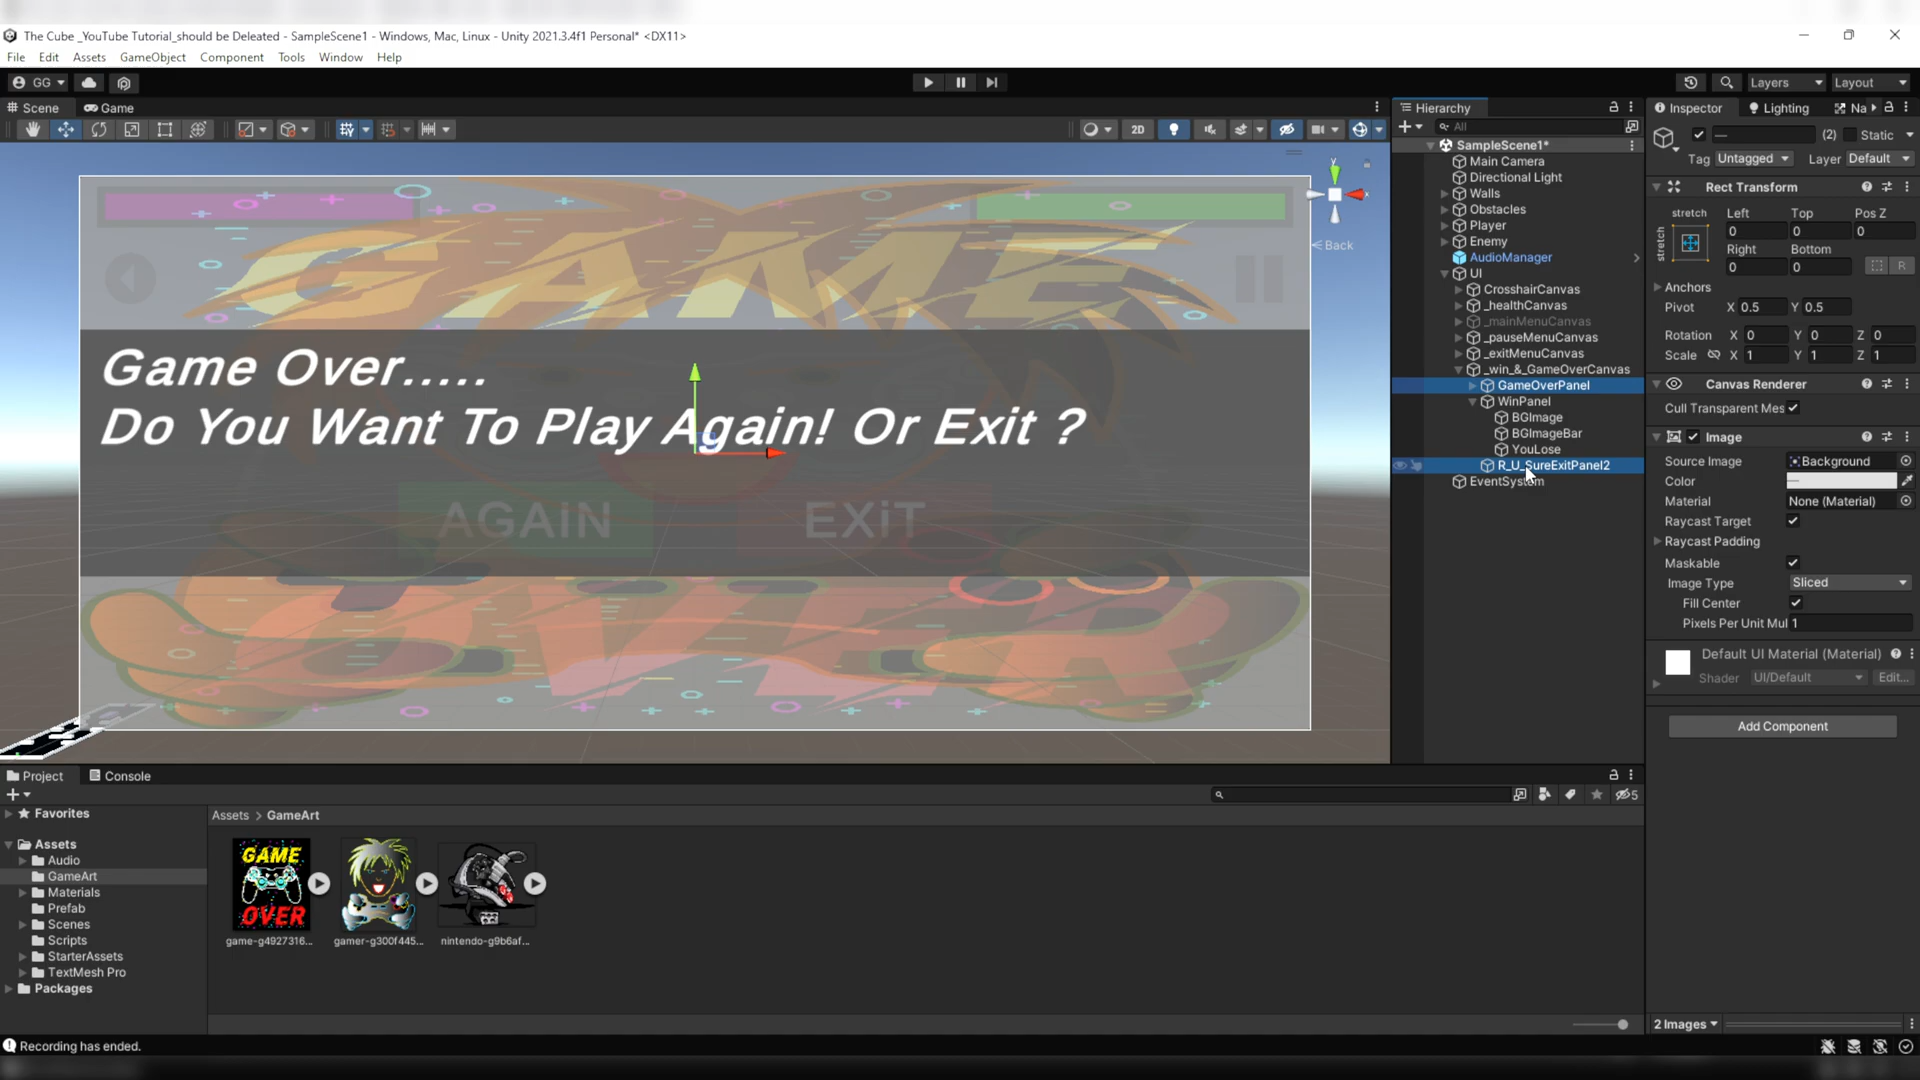 The Cube _YouTube Tutorial_should be Deleated - SampleScene1 - Windows, Mac, Linux - Unity 2021.3.4f1 Personal* <DX11>
File Edit Assets GameObject Component Tools Window Help
GG
Layers
Layout
Scene
Game
2D
y
x
Back
GAME
OVER
Game Over.....
Do You Want To Play Again! Or Exit ?
AGAiN
EXiT
Hierarchy
All
SampleScene1*
Main Camera
Directional Light
Walls
Obstacles
Player
Enemy
AudioManager
UI
CrosshairCanvas
_healthCanvas
_mainMenuCanvas
_pauseMenuCanvas
_exitMenuCanvas
_win_&_GameOverCanvas
GameOverPanel
WinPanel
BGImage
BGImageBar
YouLose
R_U_SureExitPanel2
EventSystem
Inspector
Lighting
Na
— (2) Static
Tag Untagged Layer Default
Rect Transform
stretch
stretch
Left Top Pos Z
0 0 0
Right Bottom
0 0
R
Anchors
Pivot X 0.5 Y 0.5
Rotation X 0 Y 0 Z 0
Scale X 1 Y 1 Z 1
Canvas Renderer
Cull Transparent Mes
Image
Source Image Background
Color —
Material None (Material)
Raycast Target
Raycast Padding
Maskable
Image Type Sliced
Fill Center
Pixels Per Unit Mul 1
Default UI Material (Material)
Shader UI/Default Edit...
Add Component
2 Images
Project
Console
5
Favorites
Assets
Audio
GameArt
Materials
Prefab
Scenes
Scripts
StarterAssets
TextMesh Pro
Packages
Assets > GameArt
GAME
OVER
game-g4927316...
gamer-g300f445...
nintendo-g9b6af...
Recording has ended.